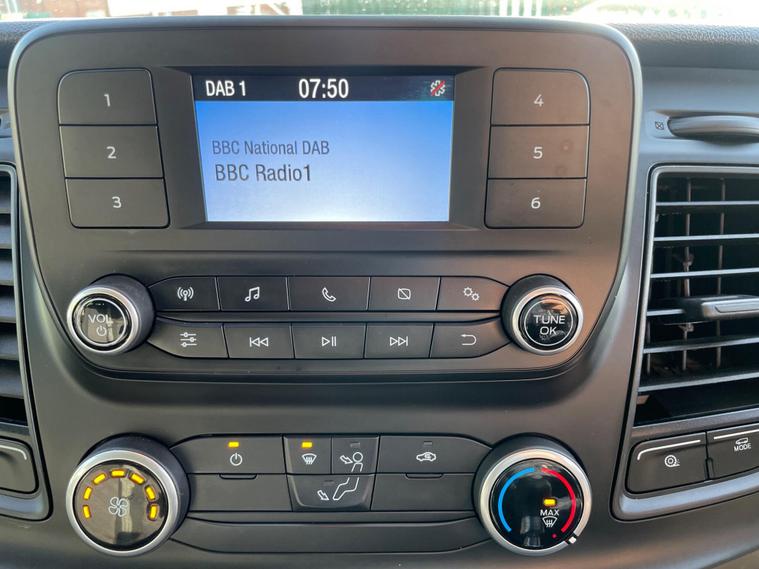 DAB 1 07:50
BBC National DAB
BBC Radio1
1
2
3
4
5
6
VOL
TUNE
OK
MAX
MODE